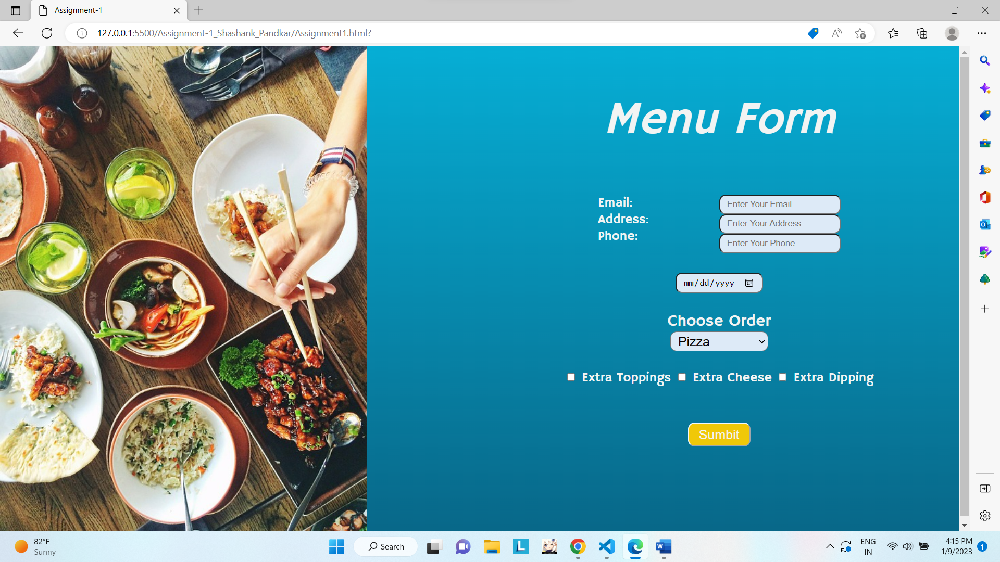 Assignment-1
127.0.0.1:5500/Assignment-1_Shashank_Pandkar/Assignment1.html?
Menu Form
Email:
Enter Your Email
Address:
Enter Your Address
Phone:
Enter Your Phone
mm/dd/yyyy
Choose Order
Pizza
Extra Toppings Extra Cheese Extra Dipping
Sumbit
82°F
Sunny
Search
ENG
IN
4:15 PM
1/9/2023
1